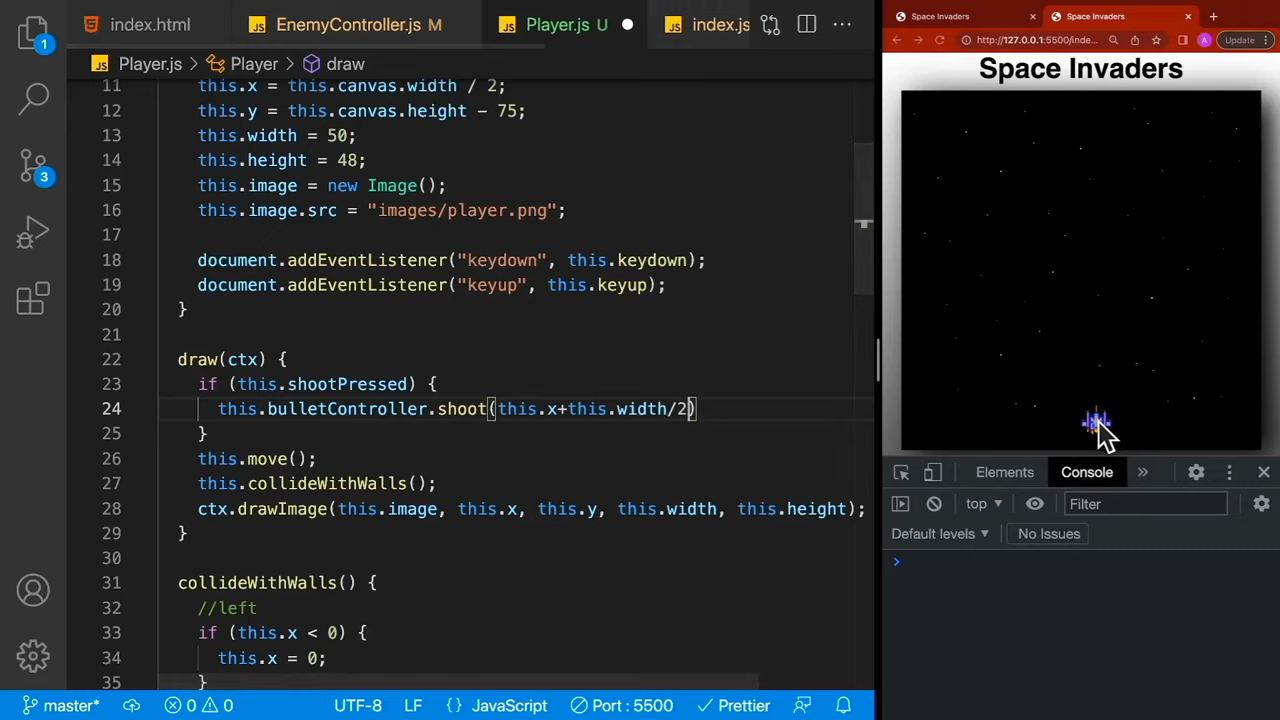 index.html
EnemyController.js M
Player.js U
index.js
Player.js > Player > draw
11 this.x = this.canvas.width / 2;
12 this.y = this.canvas.height - 75;
13 this.width = 50;
14 this.height = 48;
15 this.image = new Image();
16 this.image.src = "images/player.png";
17
18 document.addEventListener("keydown", this.keydown);
19 document.addEventListener("keyup", this.keyup);
20 }
21
22 draw(ctx) {
23 if (this.shootPressed) {
24 this.bulletController.shoot(this.x+this.width/2)
25 }
26 this.move();
27 this.collideWithWalls();
28 ctx.drawImage(this.image, this.x, this.y, this.width, this.height);
29 }
30
31 collideWithWalls() {
32 //left
33 if (this.x < 0) {
34 this.x = 0;
35 }
1
3
master*
0 0
UTF-8
LF
{ } JavaScript
Port : 5500
Prettier
Space Invaders
Space Invaders
http://127.0.0.1:5500/inde...
A
Update
Space Invaders
Elements
Console
top
Filter
Default levels
No Issues